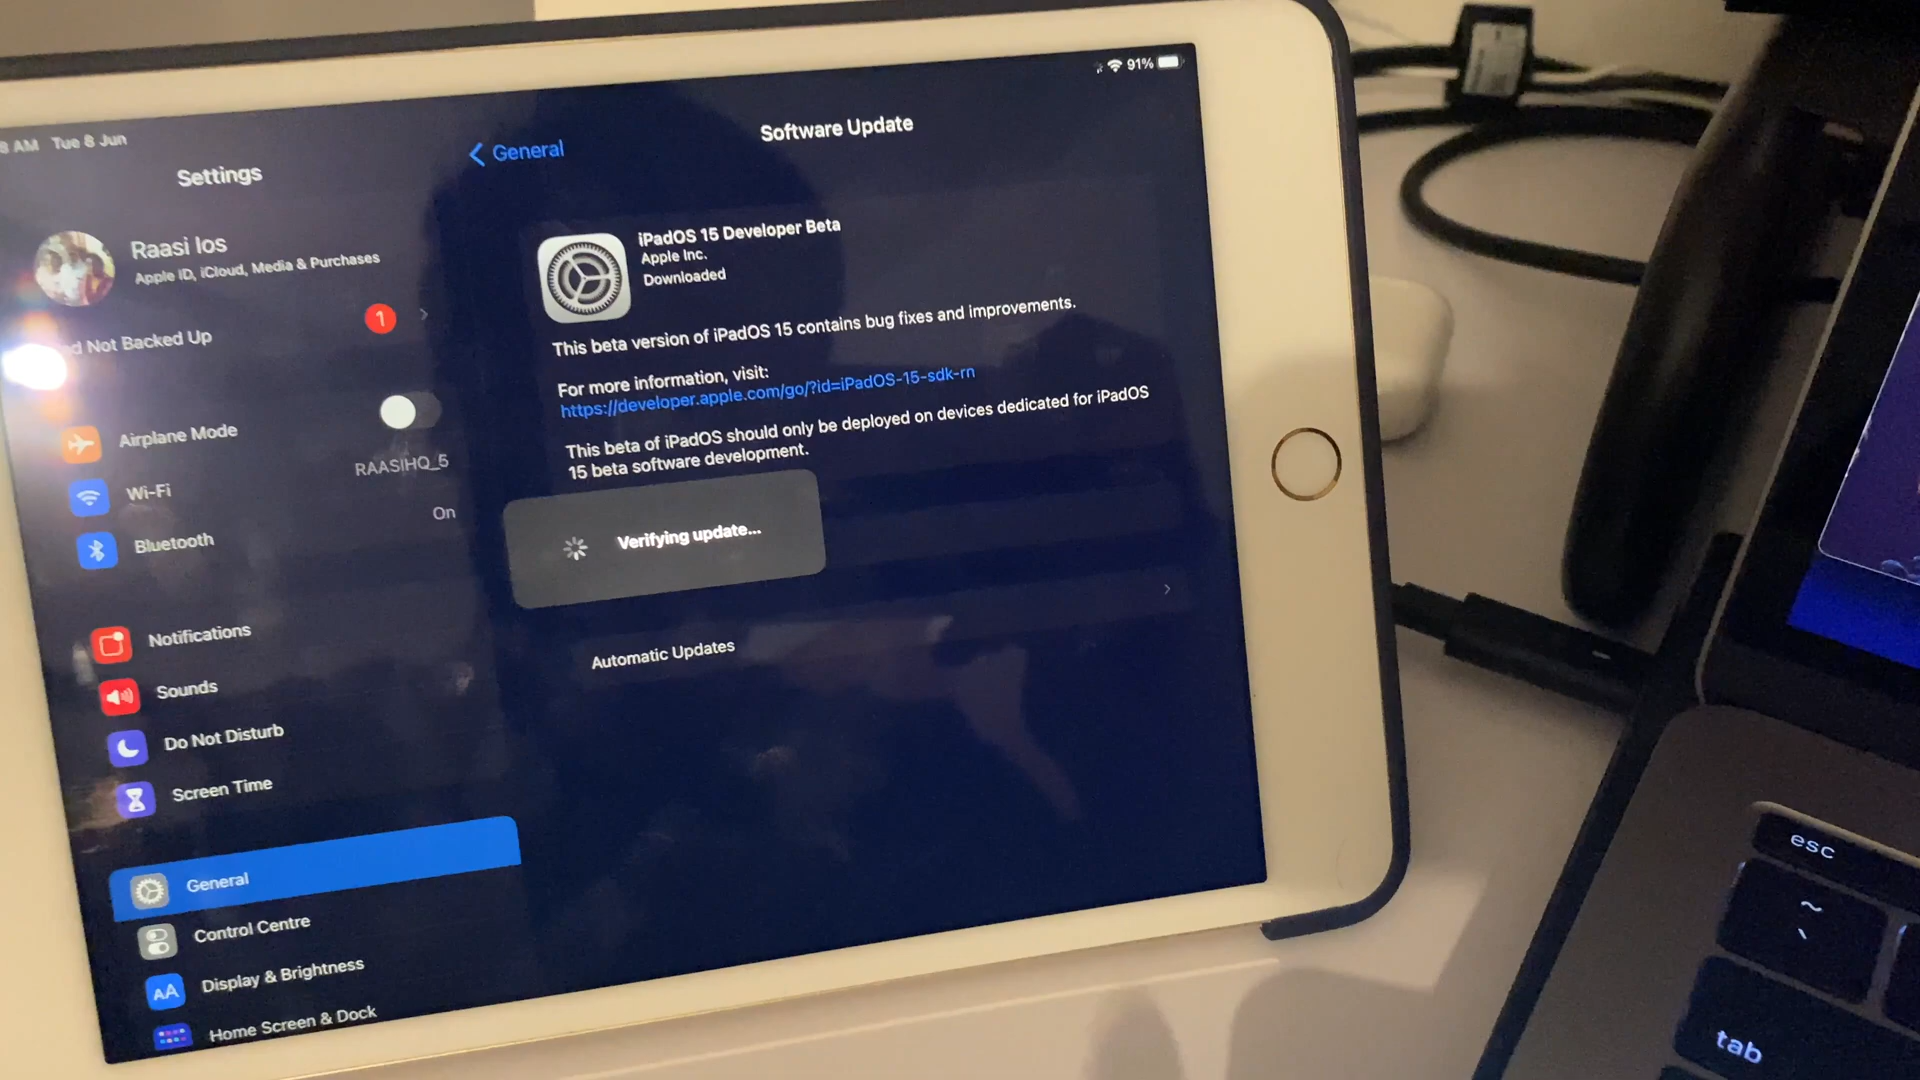 8 AM Tue 8 Jun
91%
Settings
General
Software Update
Raasi Ios
Apple ID, iCloud, Media & Purchases
d Not Backed Up
1
Airplane Mode
Wi-Fi
RAASIHQ_5
Bluetooth
On
Notifications
Sounds
Do Not Disturb
Screen Time
General
Control Centre
Display & Brightness
AA
Home Screen & Dock
iPadOS 15 Developer Beta
Apple Inc.
Downloaded
This beta version of iPadOS 15 contains bug fixes and improvements.
For more information, visit:
https://developer.apple.com/go/?id=iPadOS-15-sdk-rn
This beta of iPadOS should only be deployed on devices dedicated for iPadOS
15 beta software development.
Verifying update...
Automatic Updates
esc
~
`
tab